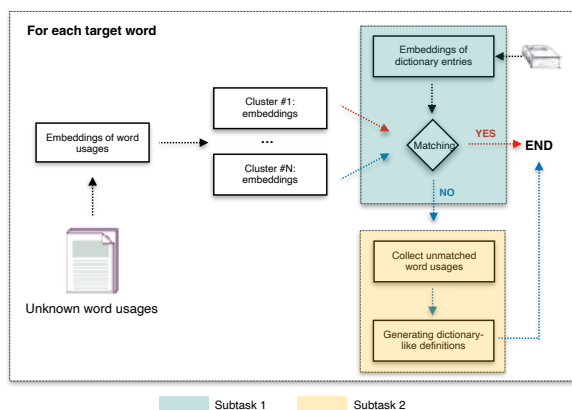 For each target word
Embeddings of
dictionary entries
Cluster #1:
embeddings
...
Cluster #N:
embeddings
Embeddings of word
usages
Matching
YES
END
NO
Unknown word usages
Collect unmatched
word usages
Generating dictionary-
like definitions
Subtask 1
Subtask 2